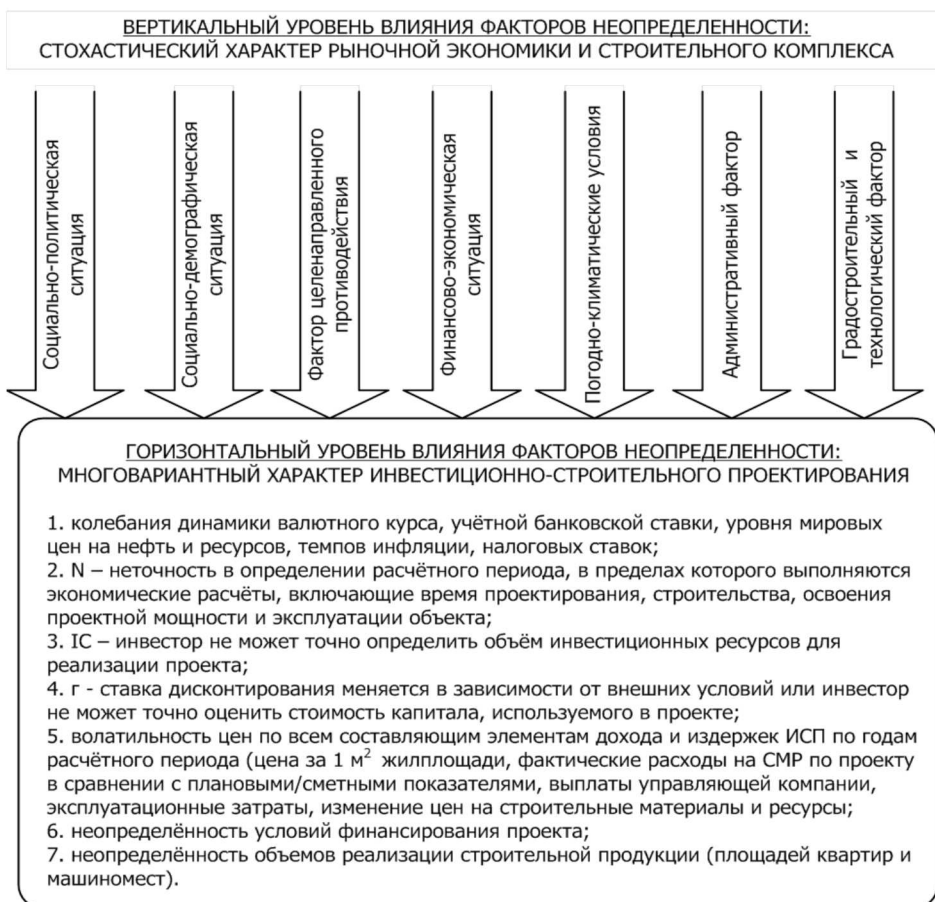 ВЕРТИКАЛЬНЫЙ УРОВЕНЬ ВЛИЯНИЯ ФАКТОРОВ НЕОПРЕДЕЛЕННОСТИ:
СТОХАСТИЧЕСКИЙ ХАРАКТЕР РЫНОЧНОЙ ЭКОНОМИКИ И СТРОИТЕЛЬНОГО КОМПЛЕКСА
Социально-политическая
ситуация
Социально-демографическая
ситуация
Фактор целенаправленного
противодействия
Финансово-экономическая
ситуация
Погодно-климатические условия
Административный фактор
Градостроительный и
технологический фактор
ГОРИЗОНТАЛЬНЫЙ УРОВЕНЬ ВЛИЯНИЯ ФАКТОРОВ НЕОПРЕДЕЛЕННОСТИ:
МНОГОВАРИАНТНЫЙ ХАРАКТЕР ИНВЕСТИЦИОННО-СТРОИТЕЛЬНОГО ПРОЕКТИРОВАНИЯ
1. колебания динамики валютного курса, учётной банковской ставки, уровня мировых
цен на нефть и ресурсов, темпов инфляции, налоговых ставок;
2. N – неточность в определении расчётного периода, в пределах которого выполняются
экономические расчёты, включающие время проектирования, строительства, освоения
проектной мощности и эксплуатации объекта;
3. IC – инвестор не может точно определить объём инвестиционных ресурсов для
реализации проекта;
4. г - ставка дисконтирования меняется в зависимости от внешних условий или инвестор
не может точно оценить стоимость капитала, используемого в проекте;
5. волатильность цен по всем составляющим элементам дохода и издержек ИСП по годам
расчётного периода (цена за 1 м² жилплощади, фактические расходы на СМР по проекту
в сравнении с плановыми/сметными показателями, выплаты управляющей компании,
эксплуатационные затраты, изменение цен на строительные материалы и ресурсы;
6. неопределённость условий финансирования проекта;
7. неопределённость объемов реализации строительной продукции (площадей квартир и
машиномест).